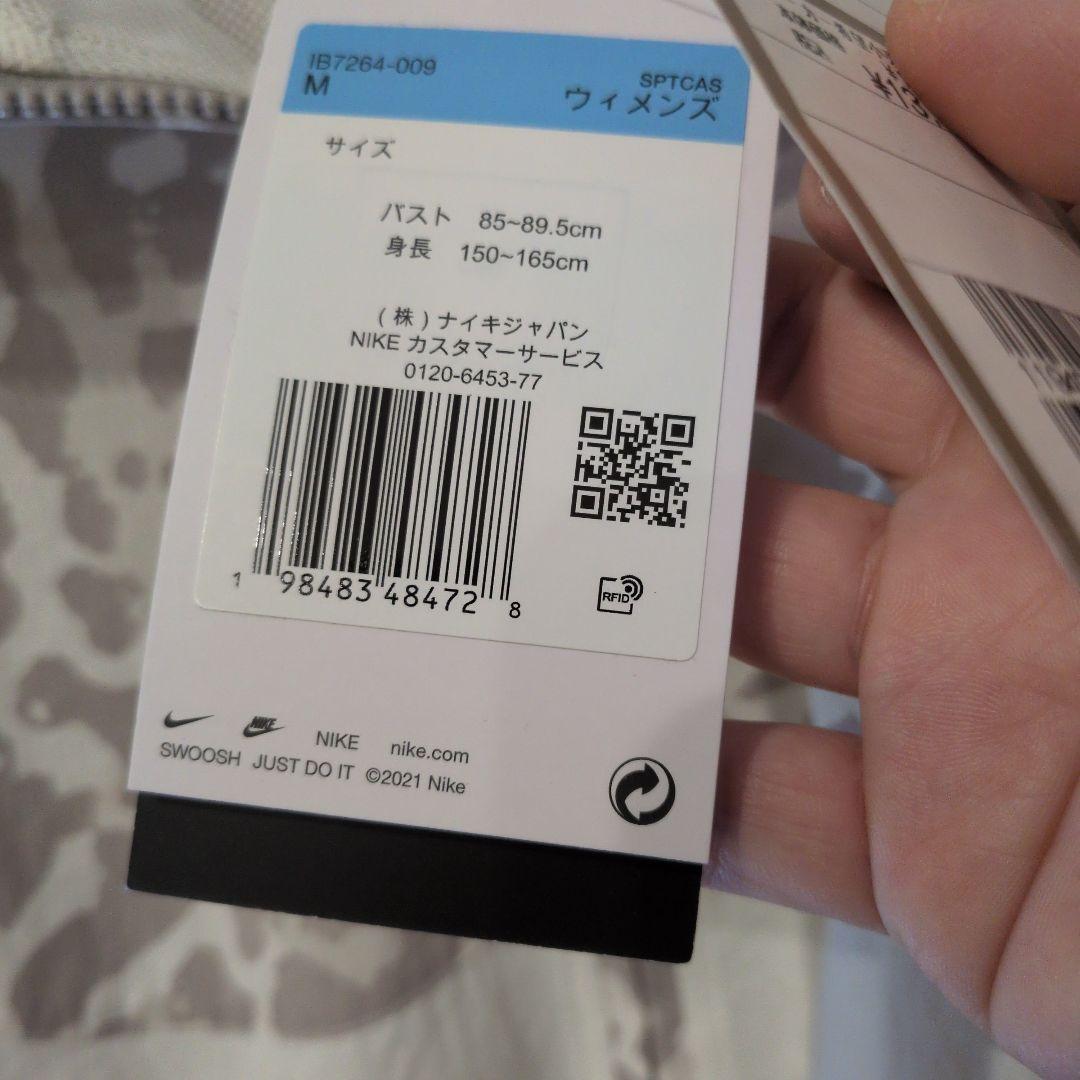 IB7264-009
M
SPTCAS
ウィメンズ
サイズ
バスト 85~89.5cm
身長 150~165cm
(株)ナイキジャパン
NIKE カスタマーサービス
0120-6453-77
1 98483 48472 8
RFID
NIKE
NIKE nike.com
SWOOSH JUST DO IT ©2021 Nike